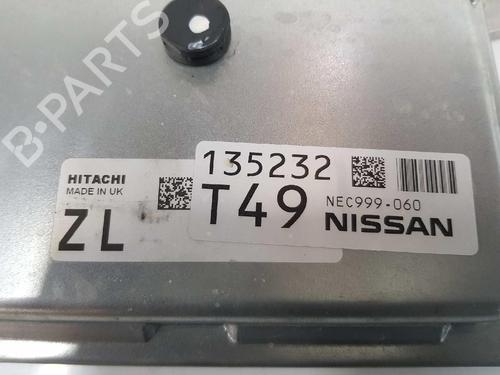 B-PARTS
HITACHI
MADE IN UK
ZL
135232
T49
NEC999-060
NISSAN